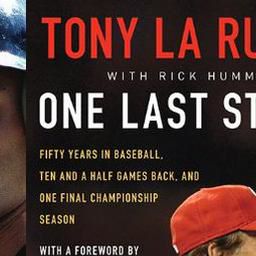 TONY LA RU
WITH RICK HUMM
ONE LAST ST
FIFTY YEARS IN BASEBALL,
TEN AND A HALF GAMES BACK, AND
ONE FINAL CHAMPIONSHIP
SEASON
WITH A FOREWORD BY